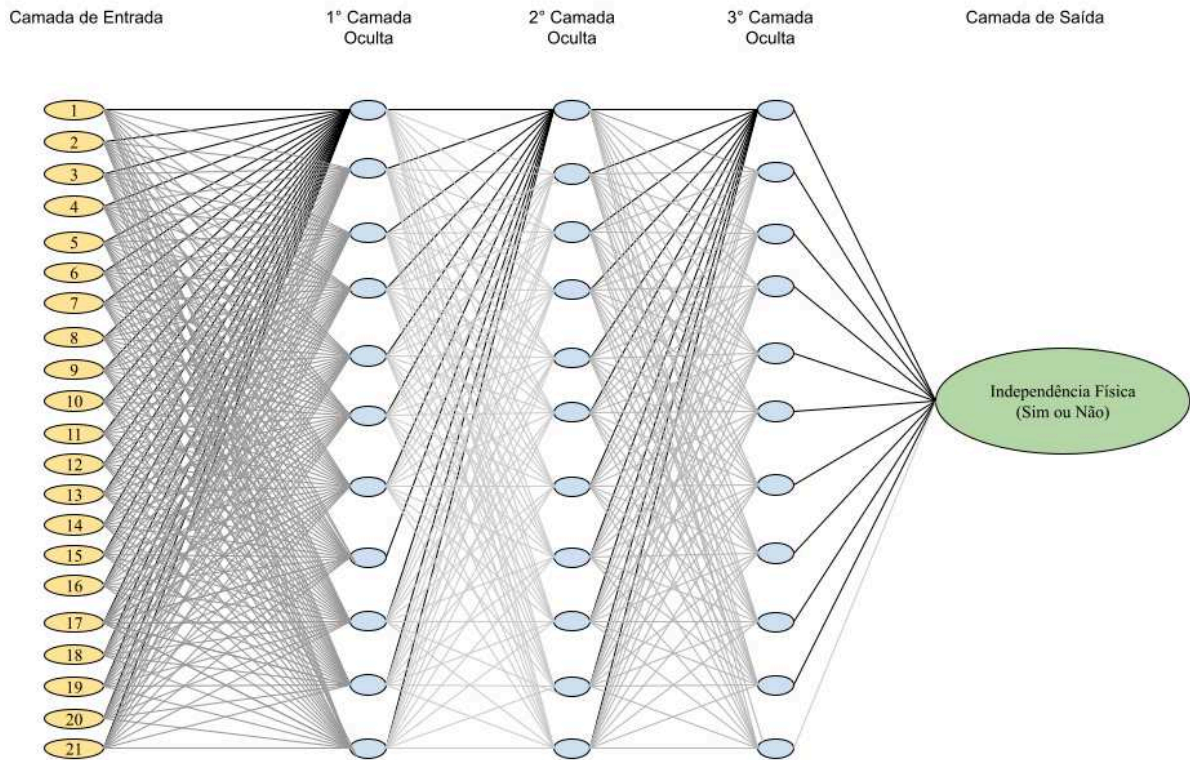 Camada de Entrada
1° Camada
Oculta
2° Camada
Oculta
3° Camada
Oculta
Camada de Saída
1
2
3
4
5
6
7
8
9
10
11
12
13
14
15
16
17
18
19
20
21
Independência Física
(Sim ou Não)